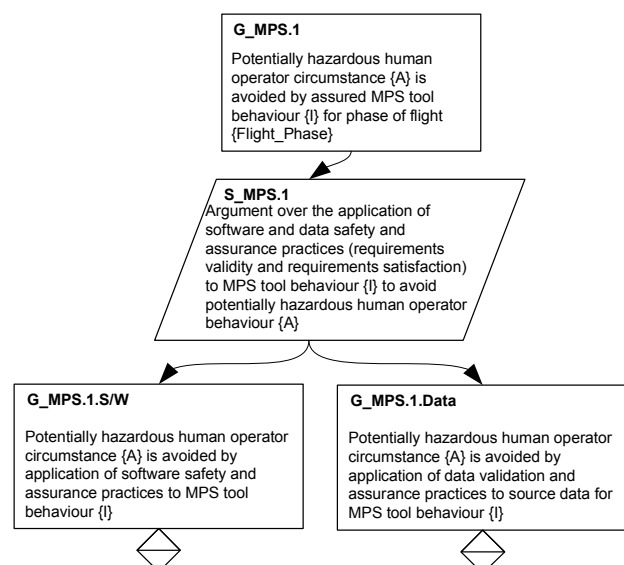 G_MPS.1
Potentially hazardous human
operator circumstance {A} is
avoided by assured MPS tool
behaviour {I} for phase of flight
{Flight_Phase}
S_MPS.1
Argument over the application of
software and data safety and
assurance practices (requirements
validity and requirements satisfaction)
to MPS tool behaviour {I} to avoid
potentially hazardous human operator
behaviour {A}
G_MPS.1.S/W
Potentially hazardous human operator
circumstance {A} is avoided by
application of software safety and
assurance practices to MPS tool
behaviour {I}
G_MPS.1.Data
Potentially hazardous human operator
circumstance {A} is avoided by
application of data validation and
assurance practices to source data for
MPS tool behaviour {I}